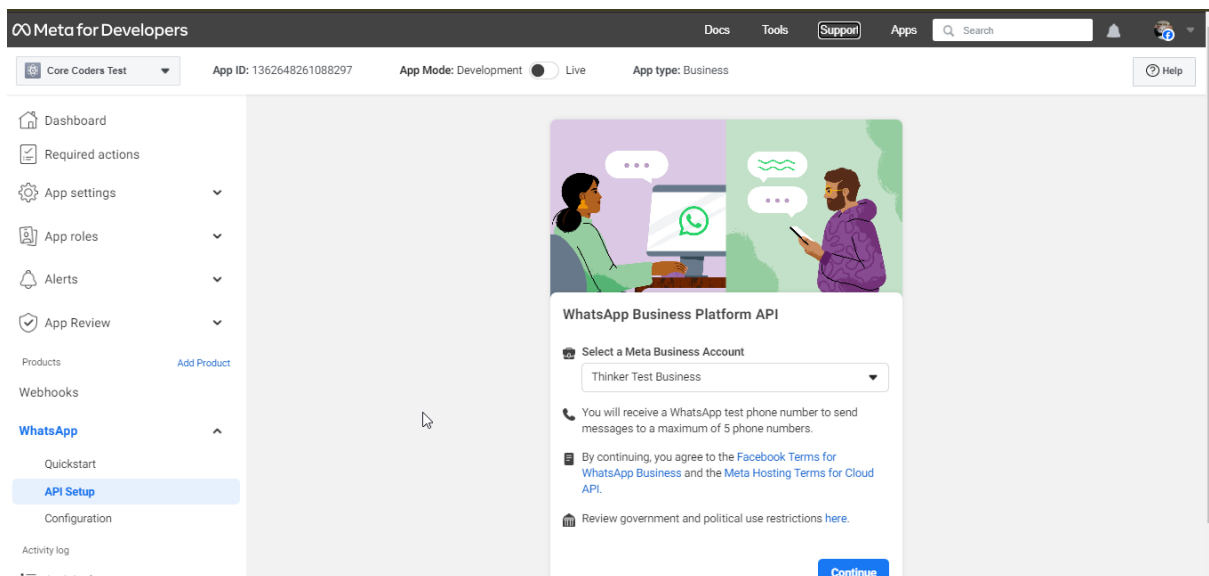 Meta for Developers
Docs Tools Support Apps Search
Core Coders Test App ID: 1362648261088297 App Mode: Development Live App type: Business Help
Dashboard
Required actions
App settings
App roles
Alerts
App Review
Products Add Product
Webhooks
WhatsApp
Quickstart
API Setup
Configuration
Activity log
WhatsApp Business Platform API
Select a Meta Business Account
Thinker Test Business
You will receive a WhatsApp test phone number to send
messages to a maximum of 5 phone numbers.
By continuing, you agree to the Facebook Terms for
WhatsApp Business and the Meta Hosting Terms for Cloud
API.
Review government and political use restrictions here.
Continue